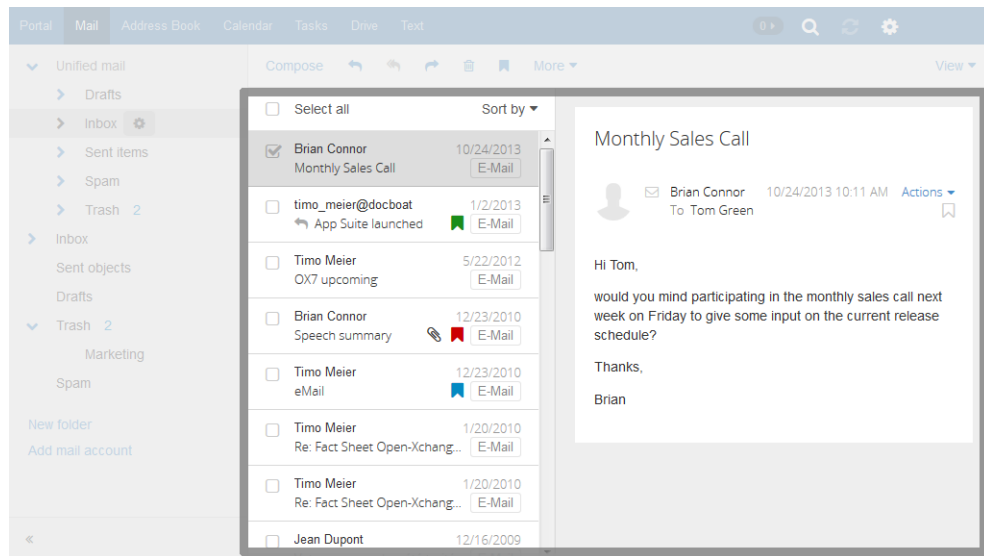 Portal Mail Address Book Calendar Tasks Drive Text 0
Unified mail
Drafts
Inbox
Sent items
Spam
Trash 2
Inbox
Sent objects
Drafts
Trash 2
Marketing
Spam
New folder
Add mail account
Compose More View
Select all Sort by
Brian Connor 10/24/2013
Monthly Sales Call E-Mail
timo_meier@docboat 1/2/2013
App Suite launched E-Mail
Timo Meier 5/22/2012
OX7 upcoming E-Mail
Brian Connor 12/23/2010
Speech summary E-Mail
Timo Meier 12/23/2010
eMail E-Mail
Timo Meier 1/20/2010
Re: Fact Sheet Open-Xchang... E-Mail
Timo Meier 1/20/2010
Re: Fact Sheet Open-Xchang... E-Mail
Jean Dupont 12/16/2009
Monthly Sales Call
Brian Connor 10/24/2013 10:11 AM Actions
To Tom Green
Hi Tom,
would you mind participating in the monthly sales call next
week on Friday to give some input on the current release
schedule?
Thanks,
Brian